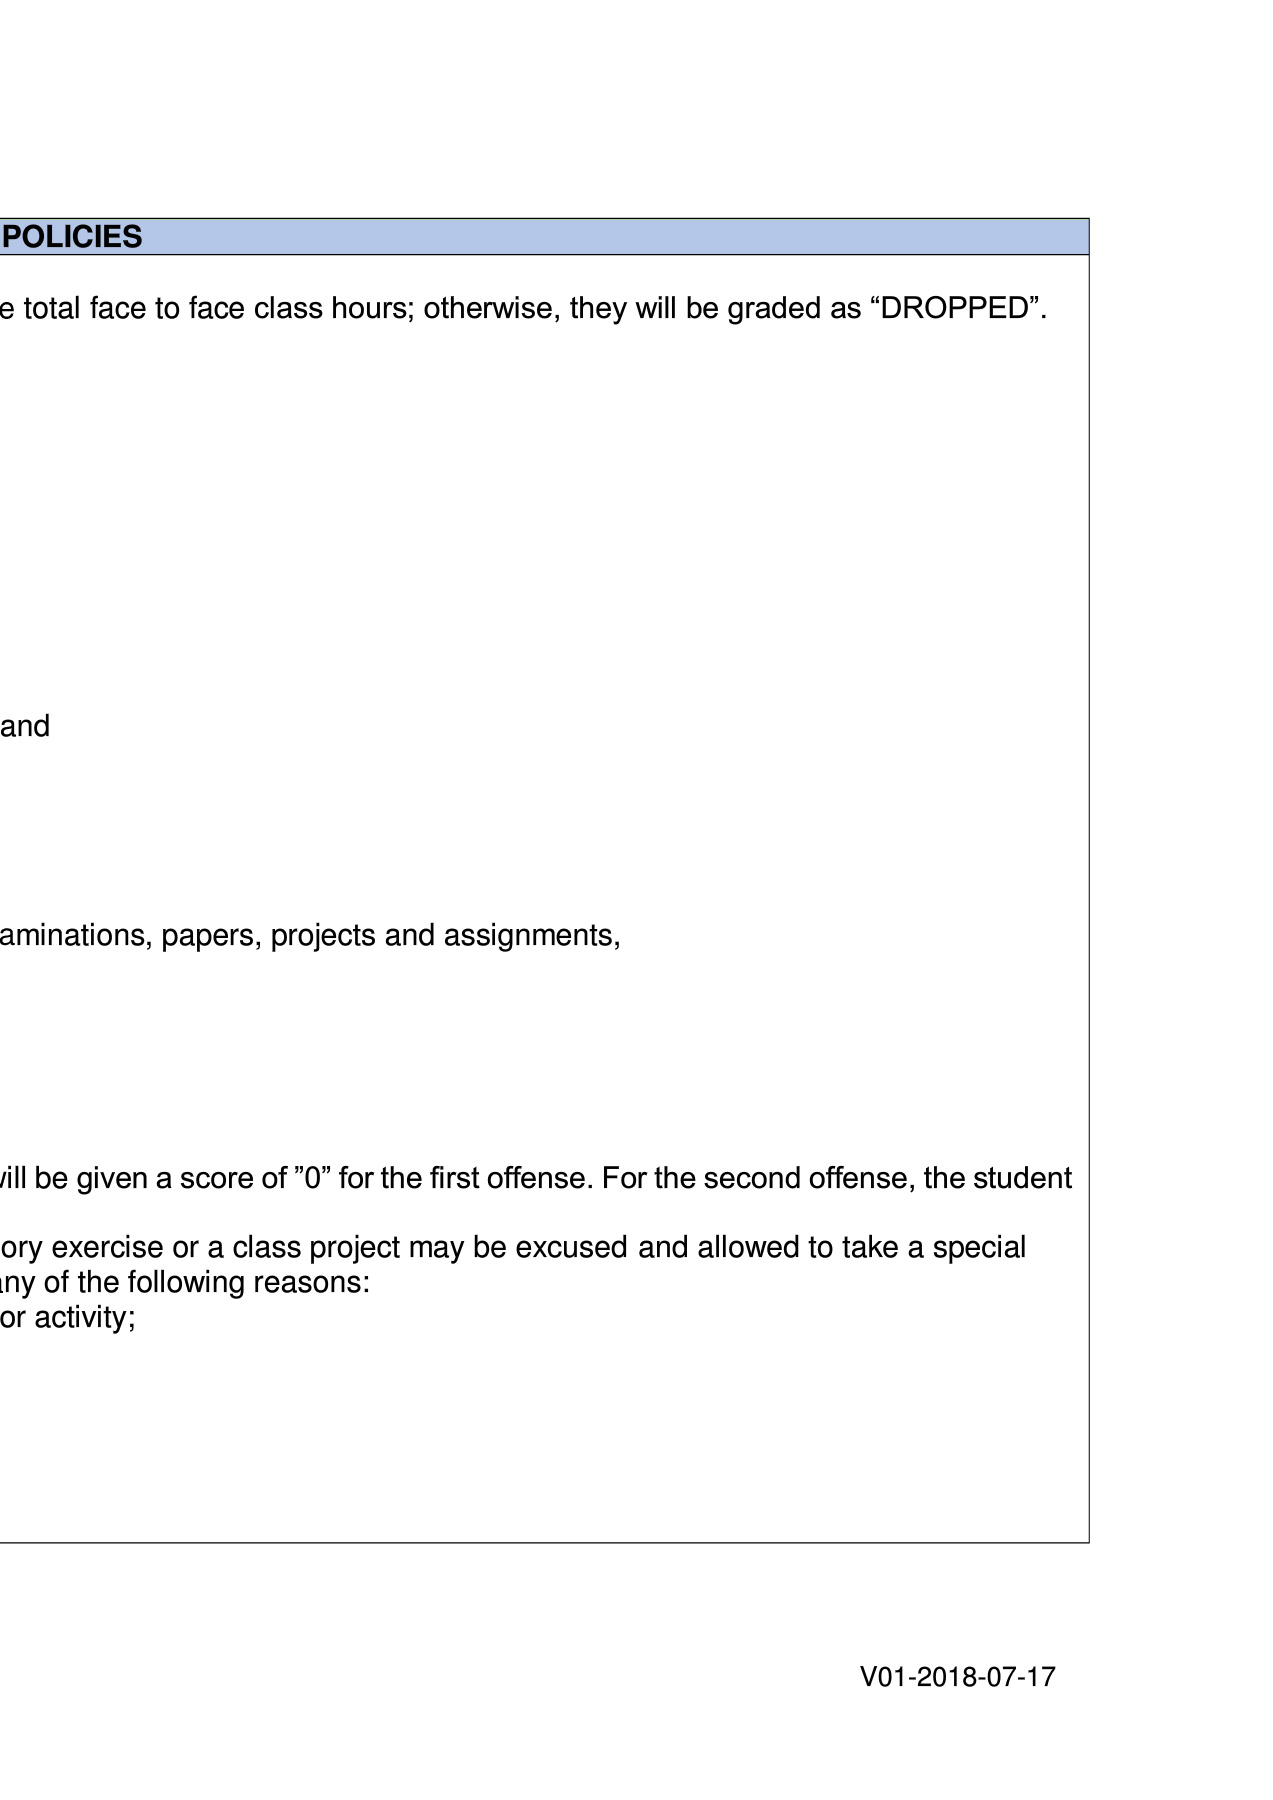 POLICIES
e total face to face class hours; otherwise, they will be graded as “DROPPED”.
and
aminations, papers, projects and assignments,
will be given a score of ”0” for the first offense. For the second offense, the student
ory exercise or a class project may be excused and allowed to take a special
any of the following reasons:
or activity;
V01-2018-07-17